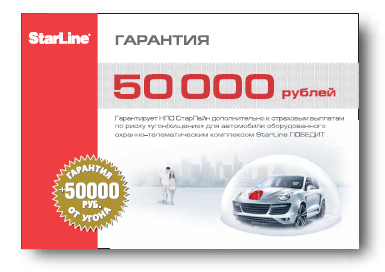 StarLine®
ГАРАНТИЯ
50 000 рублей
Гарантирует НПО СтарЛайн дополнительно к страховым выплатам
по риску «угон/хищение» для автомобиля оборудованного
охранно-телематическим комплексом StarLine ПОБЕДИТ
ГАРАНТИЯ
+50000
РУБ.
ОТ УГОНА